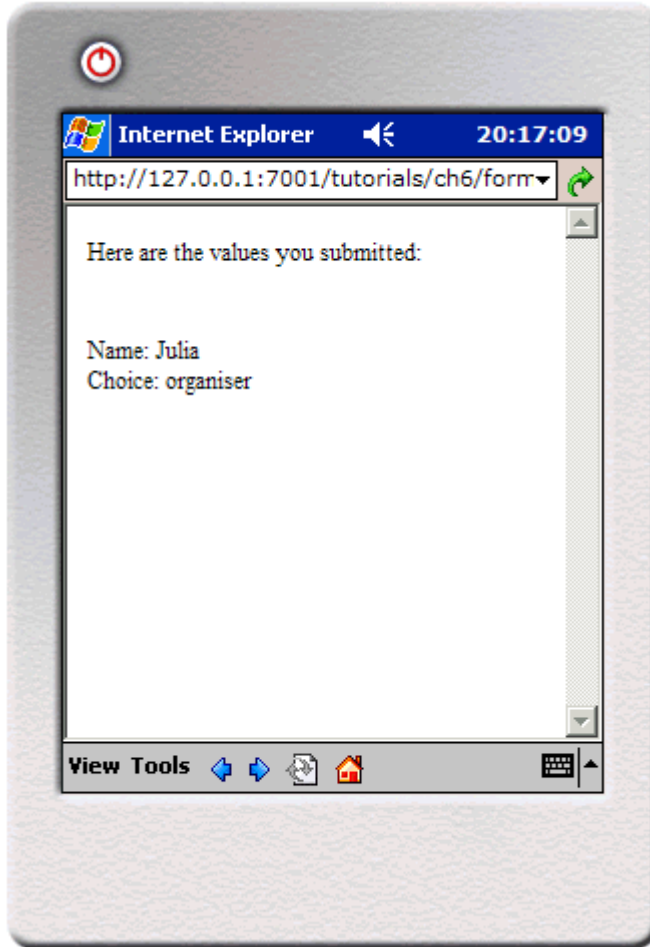 Internet Explorer 20:17:09
http://127.0.0.1:7001/tutorials/ch6/form
Here are the values you submitted:
Name: Julia
Choice: organiser
View Tools